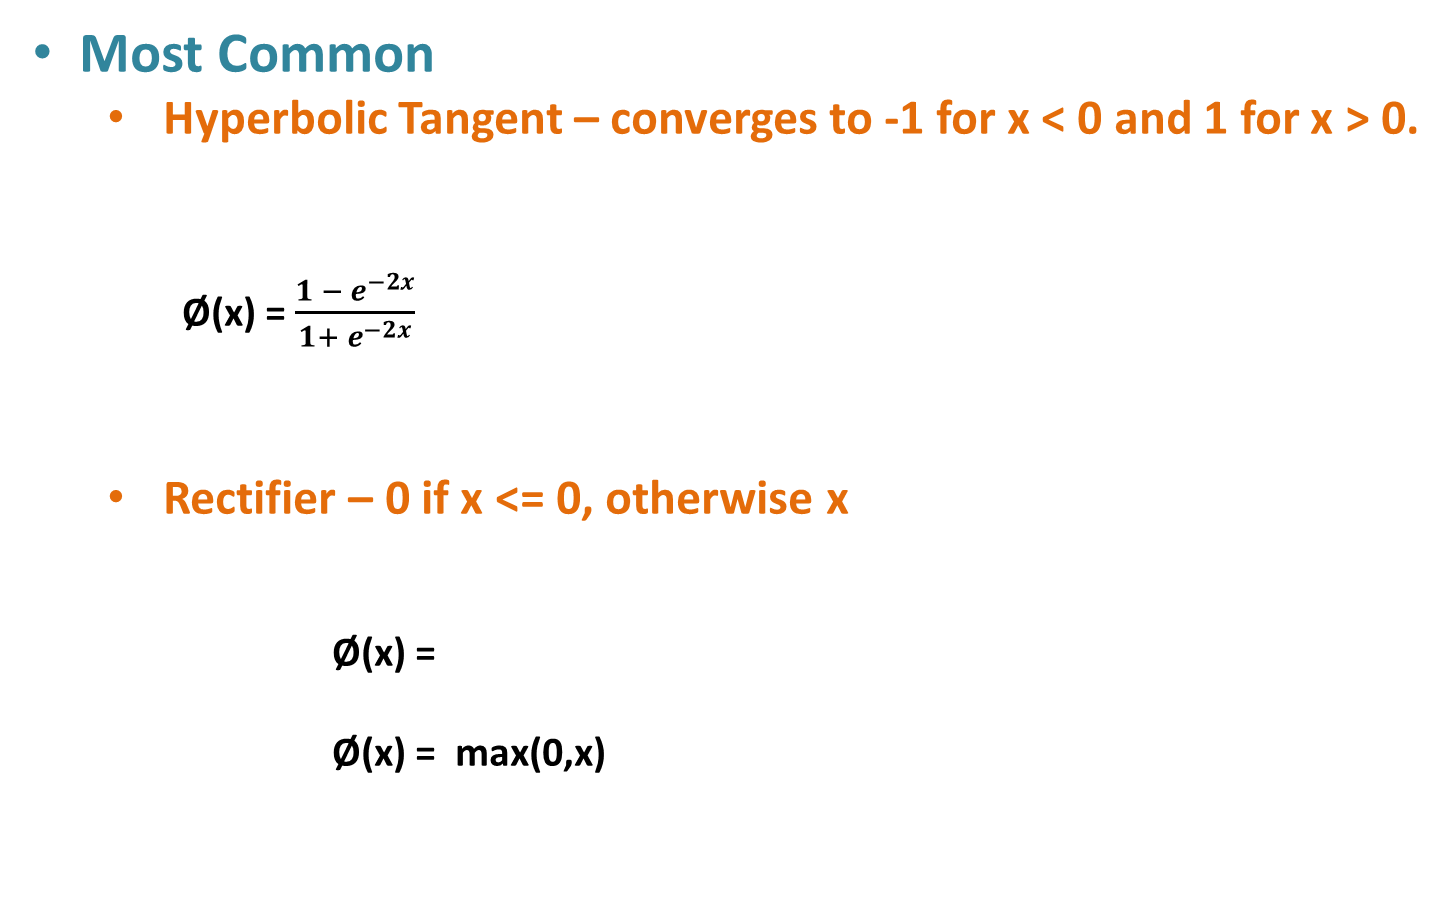 • Most Common
• Hyperbolic Tangent – converges to -1 for x < 0 and 1 for x > 0.
Ø(x) = \frac{1 − e^{−2x}}{1+ e^{−2x}}
• Rectifier – 0 if x <= 0, otherwise x
Ø(x) =
Ø(x) = max(0,x)